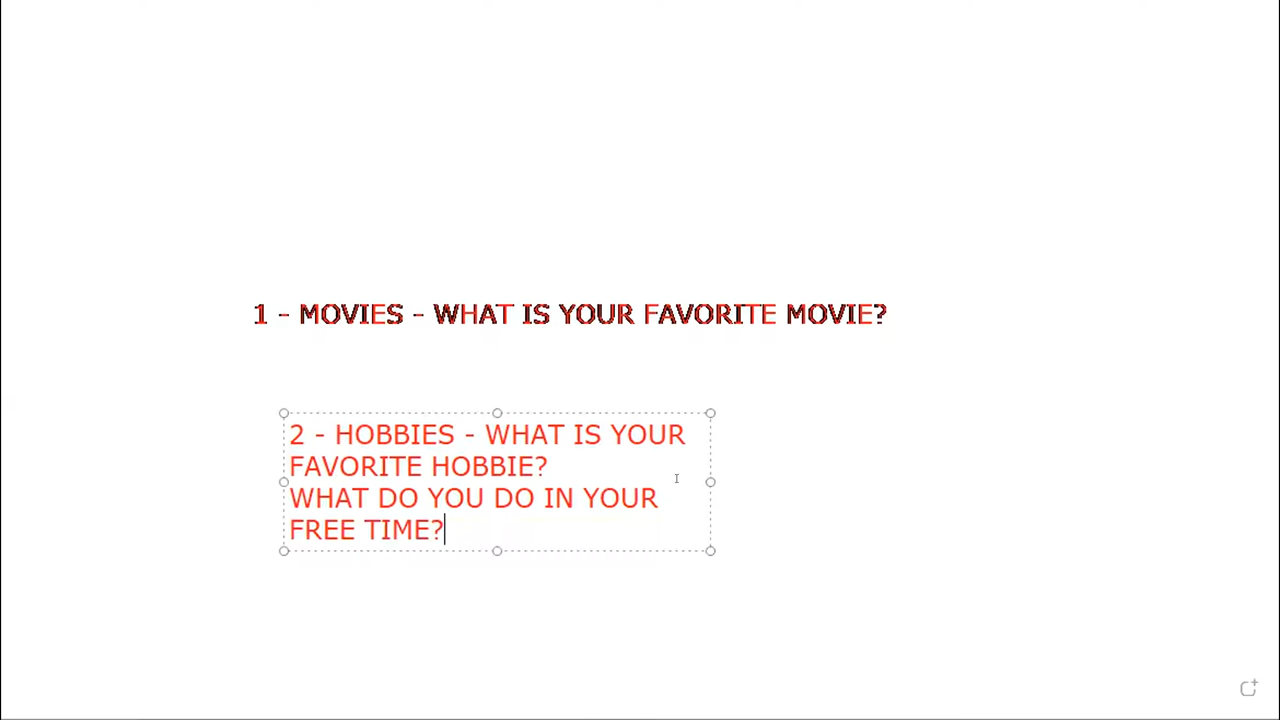 1 - MOVIES - WHAT IS YOUR FAVORITE MOVIE?
2 - HOBBIES - WHAT IS YOUR
FAVORITE HOBBIE?
WHAT DO YOU DO IN YOUR
FREE TIME?